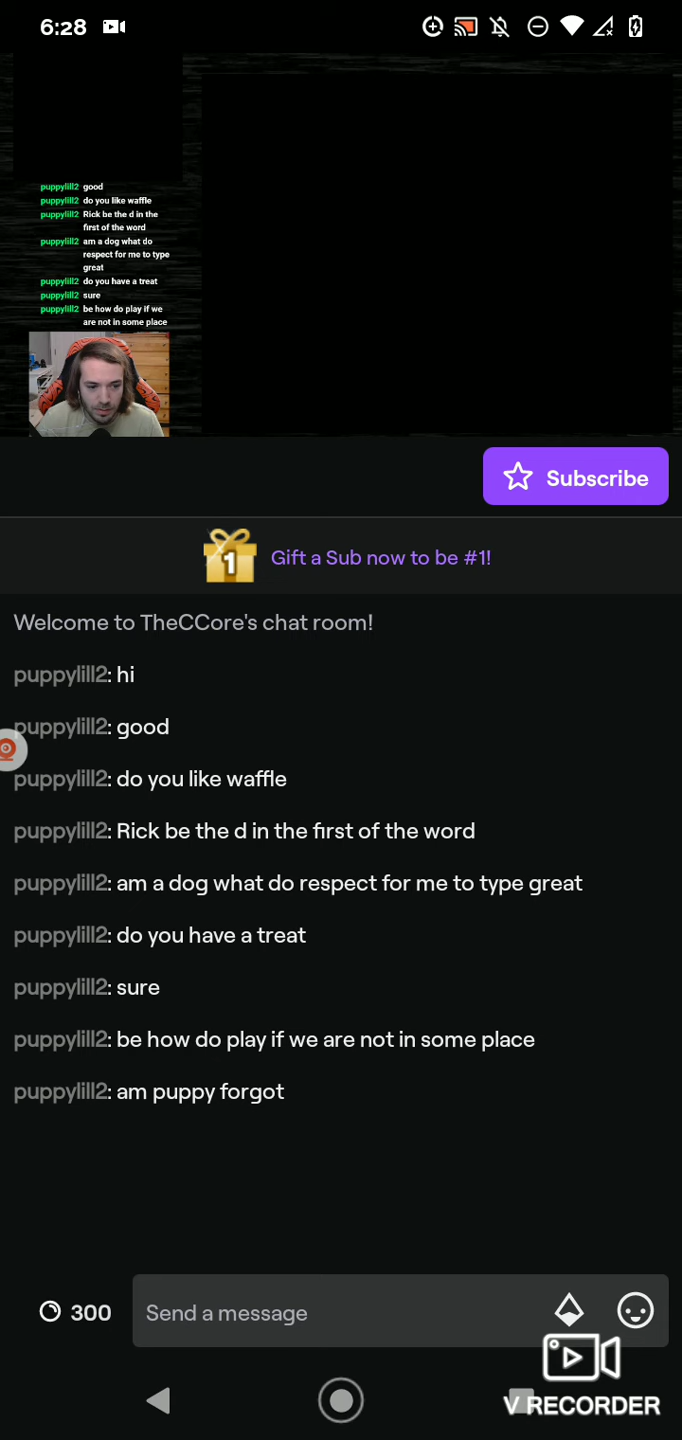 6:28
puppylill2 good
puppylill2 do you like waffle
puppylill2 Rick be the d in the
first of the word
puppylill2 am a dog what do
respect for me to type
great
puppylill2 do you have a treat
puppylill2 sure
puppylill2 be how do play if we
are not in some place
Subscribe
1
Gift a Sub now to be #1!
Welcome to TheCCore's chat room!
puppylill2: hi
puppylill2: good
puppylill2: do you like waffle
puppylill2: Rick be the d in the first of the word
puppylill2: am a dog what do respect for me to type great
puppylill2: do you have a treat
puppylill2: sure
puppylill2: be how do play if we are not in some place
puppylill2: am puppy forgot
300
Send a message
V RECORDER